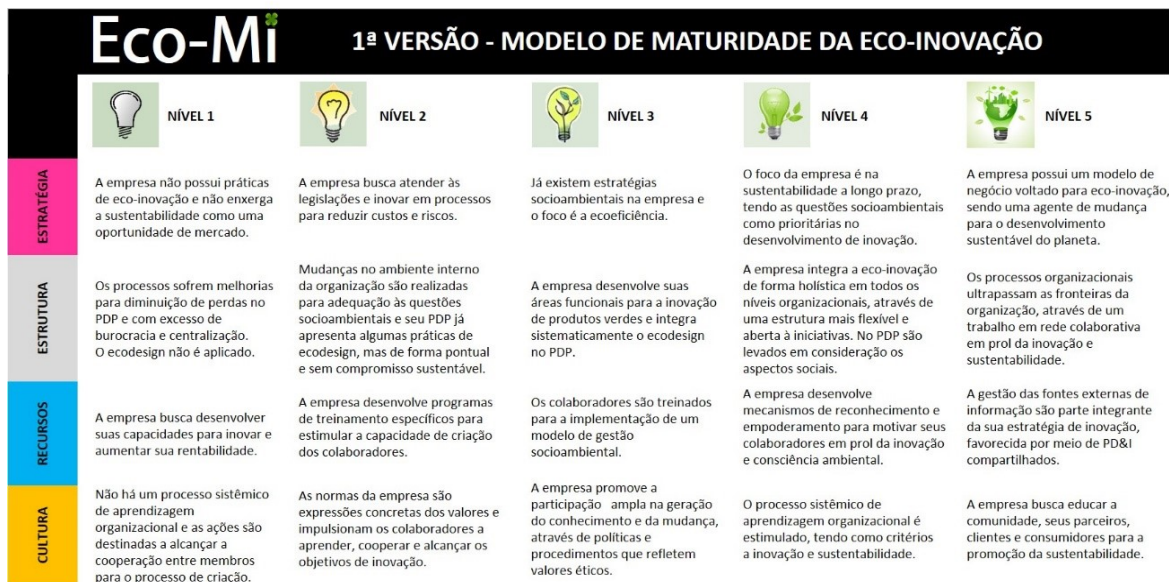 Eco-Mi
1ª VERSÃO - MODELO DE MATURIDADE DA ECO-INOVAÇÃO
NÍVEL 1
NÍVEL 2
NÍVEL 3
NÍVEL 4
NÍVEL 5
ESTRATÉGIA
A empresa não possui práticas
de eco-inovação e não enxerga
a sustentabilidade como uma
oportunidade de mercado.
A empresa busca atender às
legislações e inovar em processos
para reduzir custos e riscos.
Já existem estratégias
socioambientais na empresa e
o foco é a ecoeficiência.
O foco da empresa é na
sustentabilidade a longo prazo,
tendo as questões socioambientais
como prioritárias no
desenvolvimento de inovação.
A empresa possui um modelo de
negócio voltado para eco-inovação,
sendo uma agente de mudança
para o desenvolvimento
sustentável do planeta.
ESTRUTURA
Os processos sofrem melhorias
para diminuição de perdas no
PDP e com excesso de
burocracia e centralização.
O ecodesign não é aplicado.
Mudanças no ambiente interno
da organização são realizadas
para adequação às questões
socioambientais e seu PDP já
apresenta algumas práticas de
ecodesign, mas de forma pontual
e sem compromisso sustentável.
A empresa desenvolve suas
áreas funcionais para a inovação
de produtos verdes e integra
sistematicamente o ecodesign
no PDP.
A empresa integra a eco-inovação
de forma holística em todos os
níveis organizacionais, através de
uma estrutura mais flexível e
aberta à iniciativas. No PDP são
levados em consideração os
aspectos sociais.
Os processos organizacionais
ultrapassam as fronteiras da
organização, através de um
trabalho em rede colaborativa
em prol da inovação e
sustentabilidade.
RECURSOS
A empresa busca desenvolver
suas capacidades para inovar e
aumentar sua rentabilidade.
A empresa desenvolve programas
de treinamento específicos para
estimular a capacidade de criação
dos colaboradores.
Os colaboradores são treinados
para a implementação de um
modelo de gestão
socioambiental.
A empresa desenvolve
mecanismos de reconhecimento e
empoderamento para motivar seus
colaboradores em prol da inovação
e consciência ambiental.
A gestão das fontes externas de
informação são parte integrante
da sua estratégia de inovação,
favorecida por meio de PD&I
compartilhados.
CULTURA
Não há um processo sistêmico
de aprendizagem
organizacional e as ações são
destinadas a alcançar a
cooperação entre membros
para o processo de criação.
As normas da empresa são
expressões concretas dos valores e
impulsionam os colaboradores a
aprender, cooperar e alcançar os
objetivos de inovação.
A empresa promove a
participação ampla na geração
do conhecimento e da mudança,
através de políticas e
procedimentos que refletem
valores éticos.
O processo sistêmico de
aprendizagem organizacional é
estimulado, tendo como critérios
a inovação e sustentabilidade.
A empresa busca educar a
comunidade, seus parceiros,
clientes e consumidores para a
promoção da sustentabilidade.